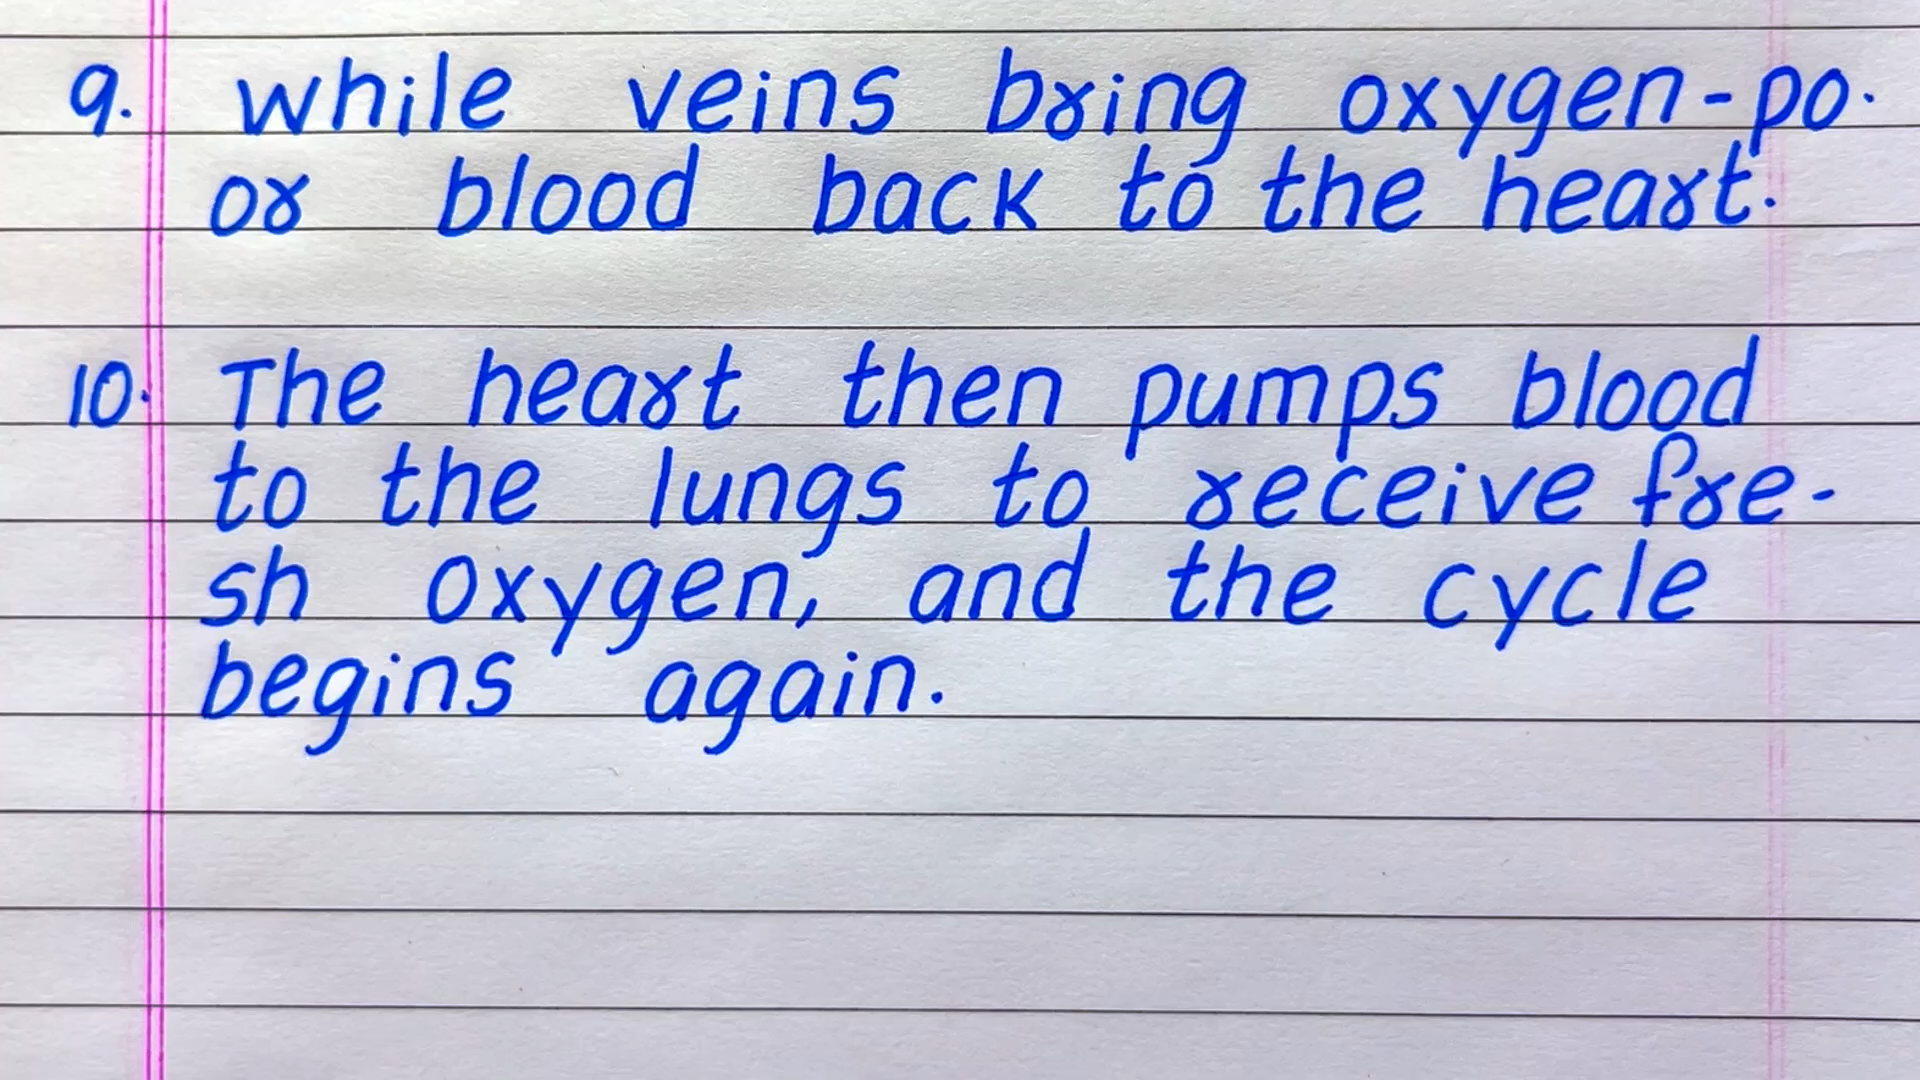 9. while veins bring oxygen-po.
or blood back to the heart.
10. The heart then pumps blood
to the lungs to receive fre-
sh oxygen, and the cycle
begins again.